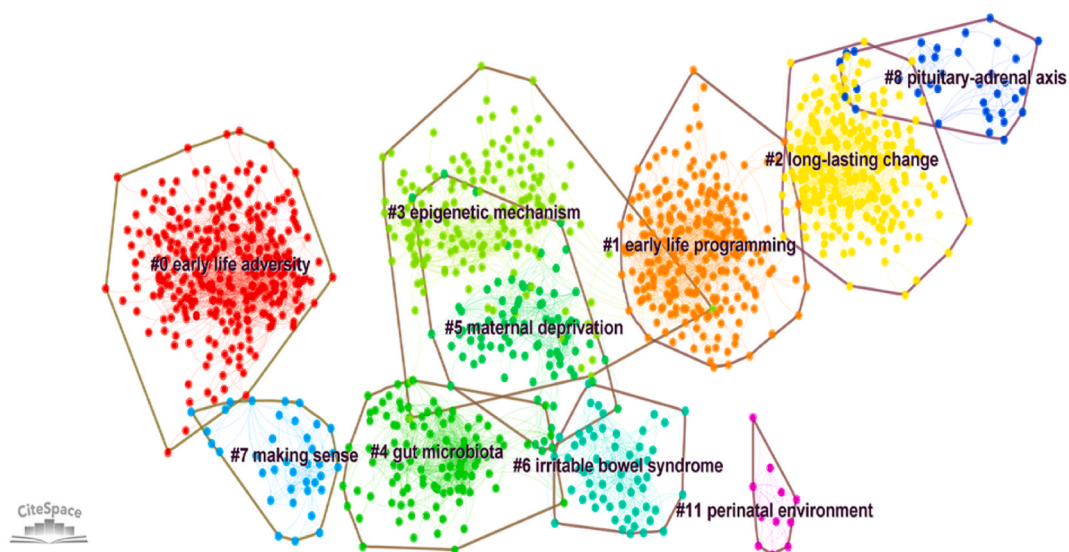 #8 pituitary-adrenal axis
#2 long-lasting change
#3 epigenetic mechanism
#1 early life programming
#0 early life adversity
#5 maternal deprivation
#7 making sense
#4 gut microbiota
#6 irritable bowel syndrome
#11 perinatal environment
CiteSpace